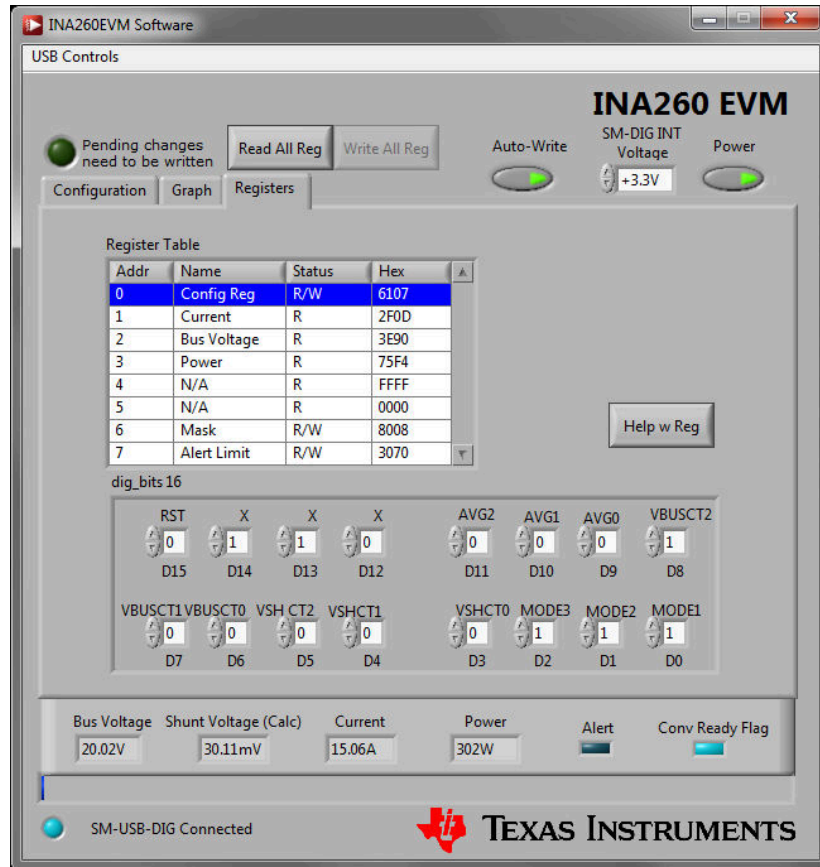 INA260EVM Software
USB Controls
INA260 EVM
Pending changes
need to be written
Read All Reg
Write All Reg
Auto-Write
SM-DIG INT
Voltage
+3.3V
Power
Configuration Graph Registers
Register Table
Addr Name Status Hex
0 Config Reg R/W 6107
1 Current R 2F0D
2 Bus Voltage R 3E90
3 Power R 75F4
4 N/A R FFFF
5 N/A R 0000
6 Mask R/W 8008
7 Alert Limit R/W 3070
Help w Reg
dig_bits 16
RST X X X AVG2 AVG1 AVG0 VBUSCT2
0 1 1 0 0 0 0 1
D15 D14 D13 D12 D11 D10 D9 D8
VBUSCT1 VBUSCT0 VSH CT2 VSHCT1 VSHCT0 MODE3 MODE2 MODE1
0 0 0 0 0 1 1 1
D7 D6 D5 D4 D3 D2 D1 D0
Bus Voltage Shunt Voltage (Calc) Current Power Alert Conv Ready Flag
20.02V 30.11mV 15.06A 302W
SM-USB-DIG Connected
TEXAS INSTRUMENTS